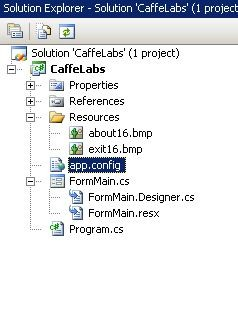 Solution Explorer - Solution 'CaffeLabs' (1 project
Solution 'CaffeLabs' (1 project)
CaffeLabs
Properties
References
Resources
about16.bmp
exit16.bmp
app.config
FormMain.cs
FormMain.Designer.cs
FormMain.resx
Program.cs